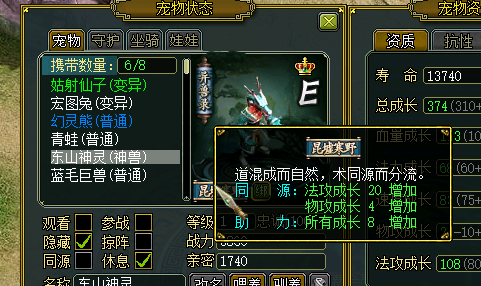 宠物状态
宠物资
宠物 守护 坐骑 娃娃
资质 抗性
携带数量: 6/8
姑射仙子(变异)
宏图兔(变异)
幻灵熊(普通)
青蛙(普通)
东山神灵(神兽)
蓝毛巨兽(普通)
异兽录
E
寿 命 13740
总成长 374(310+
血量成长
昆墟寒野
道混成而自然，术同源而分流。
同 源:法攻成长 20 增加
物攻成长 4 增加
1 助 力:所有成长 8 增加
观看 参战 等级
隐藏 掠阵 战力
同源 休息 亲密 1740
法攻成长 108(80
名称 东山神灵 改名 喂养 驯养